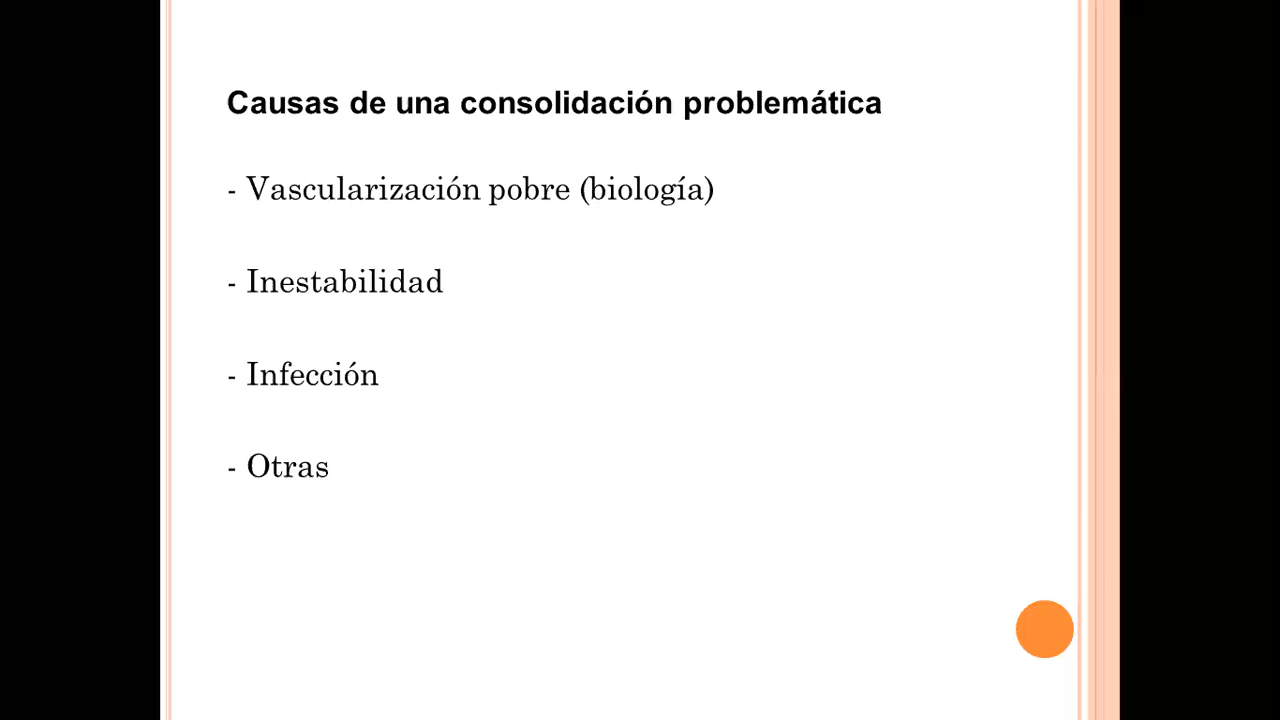 Causas de una consolidación problemática
- Vascularización pobre (biología)
- Inestabilidad
- Infección
- Otras